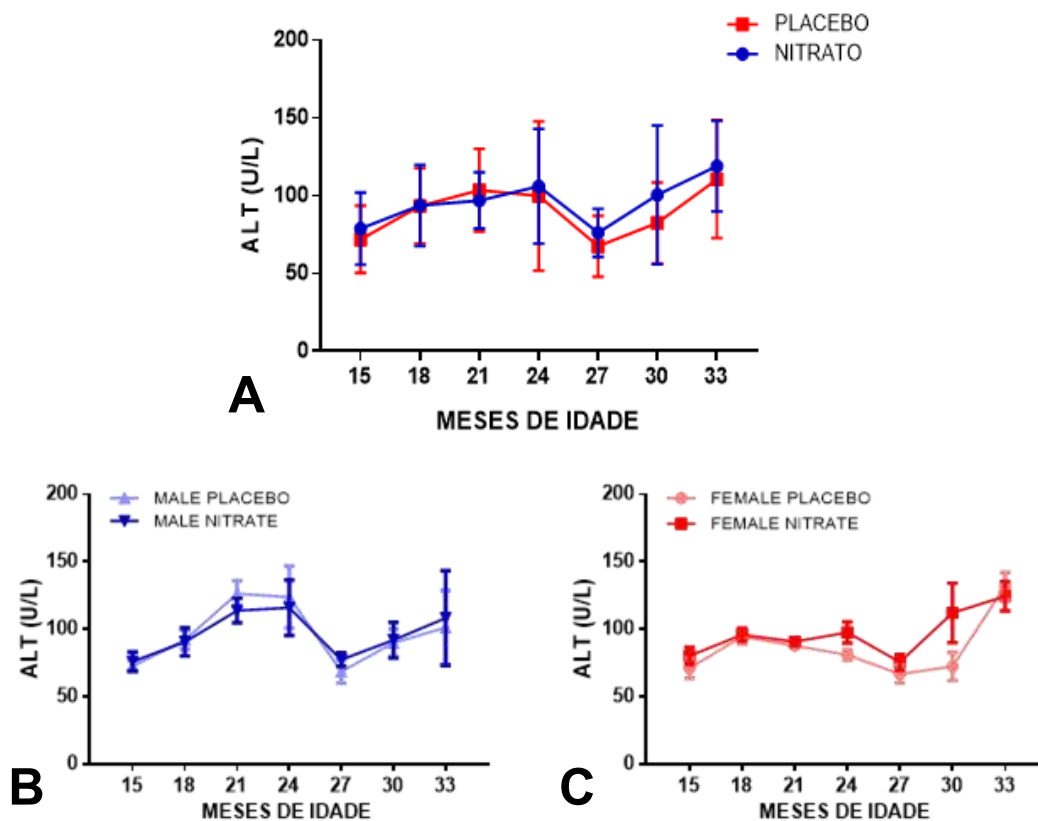 PLACEBO
NITRATO
200
150
100
50
0
ALT (U/L)
15 18 21 24 27 30 33
MESES DE IDADE
A
MALE PLACEBO
MALE NITRATE
200
150
100
50
0
ALT (U/L)
15 18 21 24 27 30 33
MESES DE IDADE
B
FEMALE PLACEBO
FEMALE NITRATE
200
150
100
50
0
ALT (U/L)
15 18 21 24 27 30 33
MESES DE IDADE
C